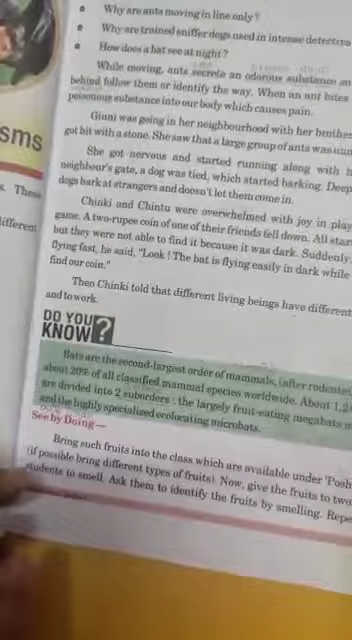 sms
s. These
different
Why are ants moving in line only?
Why are trained sniffer dogs used in intense detective
How does a bat see at night?
While moving, ants secrete an odorous substance an
behind follow them or identify the way. When an ant bites
poisonous substance into our body which causes pain.
Ginni was going in her neighbourhood with her brother
got hit with a stone. She saw that a large group of ants was
She got nervous and started running along with h
neighbour's gate, a dog was tied, which started barking. Deep
dogs bark at strangers and doesn't let them come in.
Chinki and Chintu were overwhelmed with joy in play
game. A two-rupee coin of one of their friends fell down. All star
but they were not able to find it because it was dark. Suddenly
flying fast, he said, "Look! The bat is flying easily in dark while
find our coin."
Then Chinki told that different living beings have different
and to work.
DO YOU
KNOW ?
Bats are the second-largest order of mammals, (after rodents)
about 20% of all classified mammal species worldwide. About 1,2
are divided into 2 suborders : the largely fruit-eating megabats
and the highly specialized ecolocating microbats.
See by Doing —
Bring such fruits into the class which are available under 'Posh
(if possible bring different types of fruits). Now, give the fruits to two
students to smell. Ask them to identify the fruits by smelling. Repe